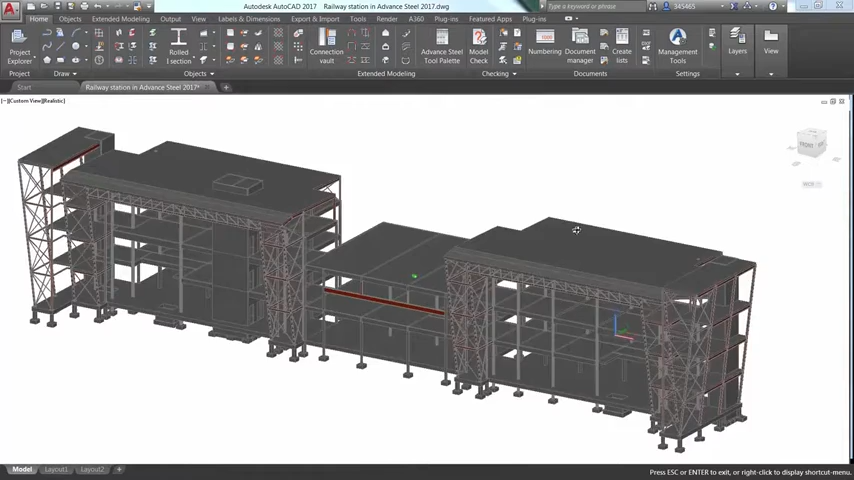 Autodesk AutoCAD 2017 Railway station in Advance Steel 2017.dwg
Type a keyword or phrase
345465
Home Extended Modeling Output View Labels & Dimensions Export & Import Tools Render A360 Plug-ins Featured Apps Plug-ins
Project Explorer
Rolled I section
Connection vault
Advance Steel Tool Palette
Model Check
Numbering
Document manager
Create lists
Management Tools
Layers
View
Project Draw Objects Extended Modeling Checking Documents Settings
Start Railway station in Advance Steel 2017*
[−][Custom View][Realistic]
FRONT
WCS
Model Layout1 Layout2
Press ESC or ENTER to exit, or right-click to display shortcut-menu.